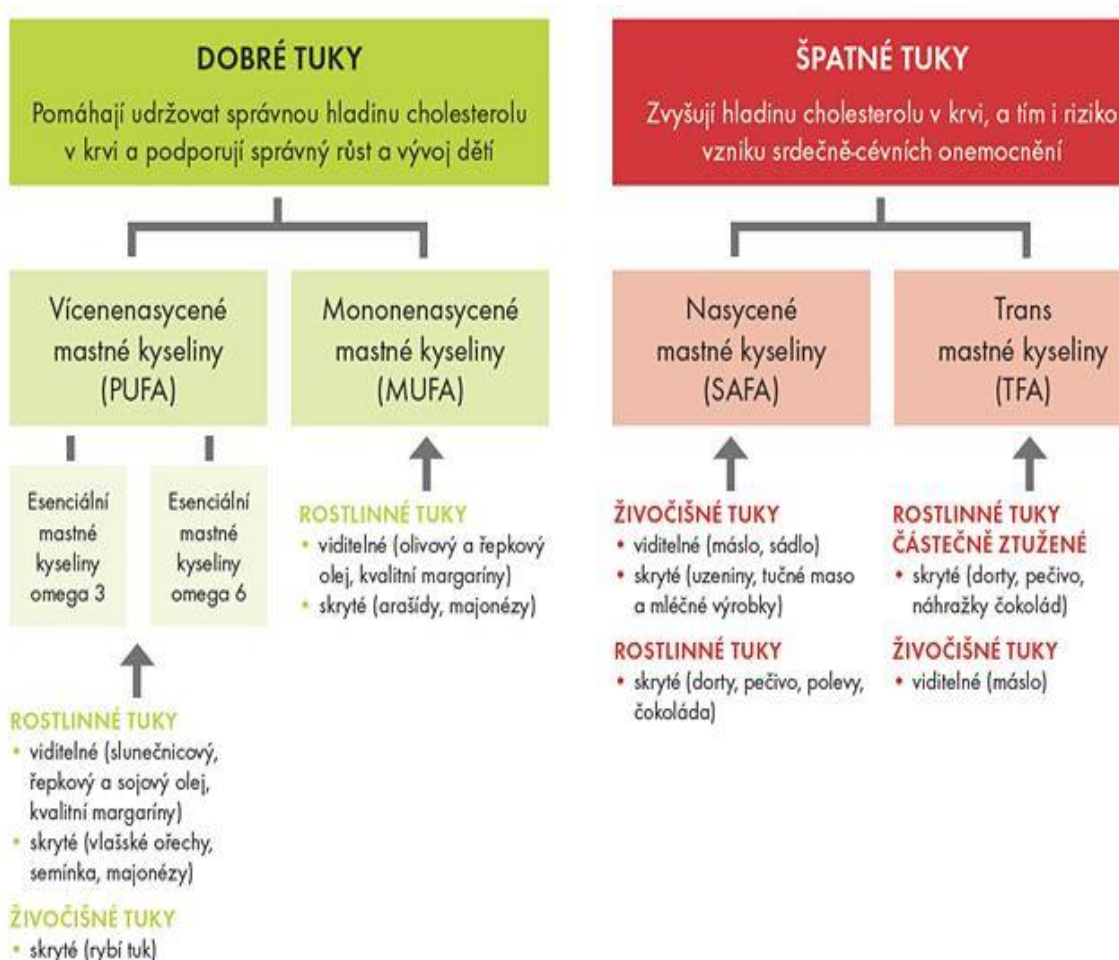 DOBRÉ TUKY
Pomáhají udržovat správnou hladinu cholesterolu
v krvi a podporují správný růst a vývoj dětí
Vícenenasycené
mastné kyseliny
(PUFA)
Mononenasycené
mastné kyseliny
(MUFA)
Esenciální
mastné
kyseliny
omega 3
Esenciální
mastné
kyseliny
omega 6
ROSTLINNÉ TUKY
• viditelné (olivový a řepkový
olej, kvalitní margaríny)
• skryté (arašídy, majonézy)
ROSTLINNÉ TUKY
• viditelné (slunečnicový,
řepkový a sojový olej,
kvalitní margaríny)
• skryté (vlašské ořechy,
semínka, majonézy)
ŽIVOČIŠNÉ TUKY
• skryté (rybí tuk)
ŠPATNÉ TUKY
Zvyšují hladinu cholesterolu v krvi, a tím i riziko
vzniku srdečně-cévních onemocnění
Nasycené
mastné kyseliny
(SAFA)
Trans
mastné kyseliny
(TFA)
ŽIVOČIŠNÉ TUKY
• viditelné (máslo, sádlo)
• skryté (uzeniny, tučné maso
a mléčné výrobky)
ROSTLINNÉ TUKY
• skryté (dorty, pečivo, polevy,
čokoláda)
ROSTLINNÉ TUKY
ČÁSTEČNĚ ZTUŽENÉ
• skryté (dorty, pečivo,
náhražky čokolád)
ŽIVOČIŠNÉ TUKY
• viditelné (máslo)